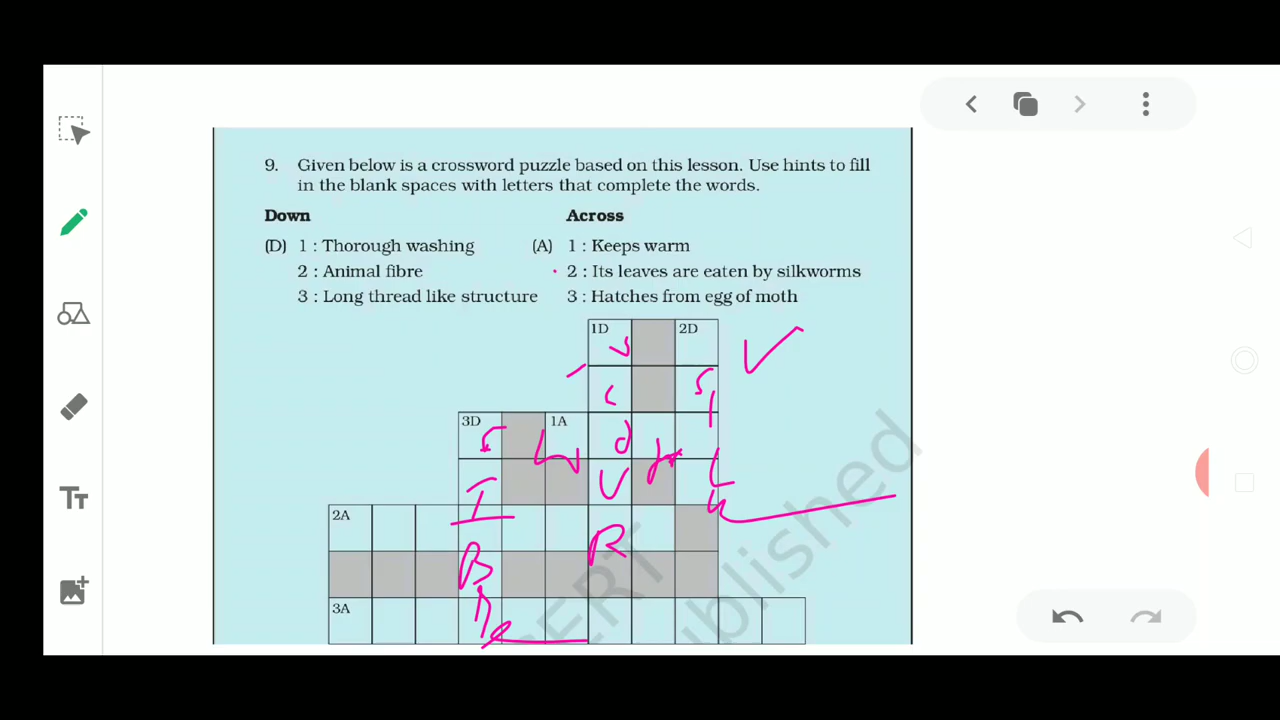 9. Given below is a crossword puzzle based on this lesson. Use hints to fill
in the blank spaces with letters that complete the words.
Down Across
(D) 1 : Thorough washing (A) 1 : Keeps warm
2 : Animal fibre 2 : Its leaves are eaten by silkworms
3 : Long thread like structure 3 : Hatches from egg of moth
1D 2D
3D 1A
2A
3A